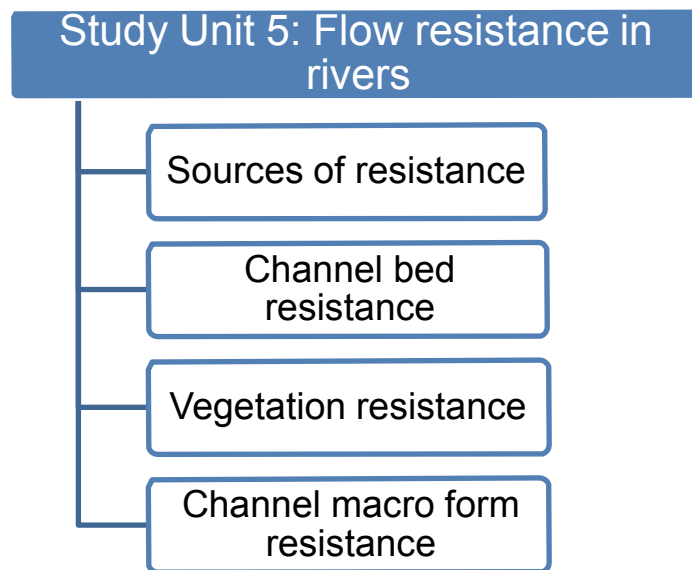 Study Unit 5: Flow resistance in
rivers
Sources of resistance
Channel bed
resistance
Vegetation resistance
Channel macro form
resistance